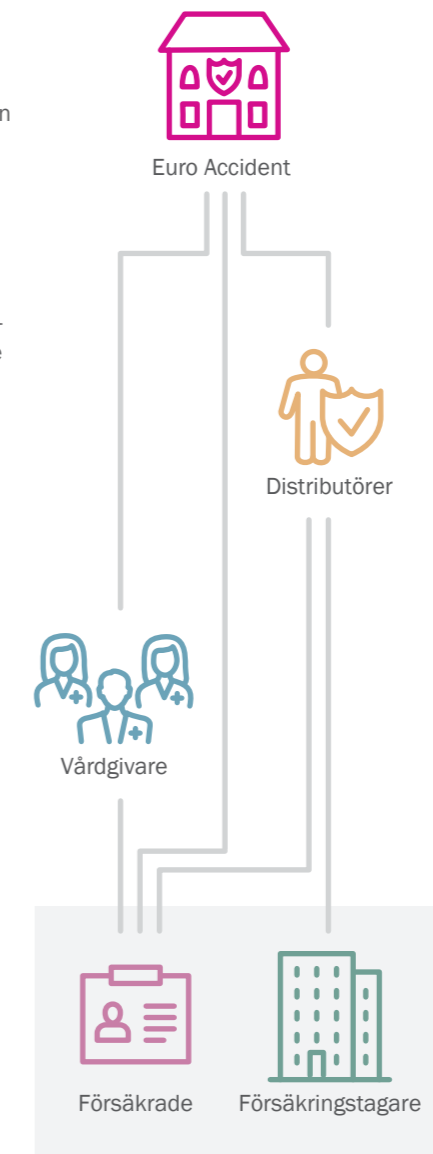 n
Euro Accident
e
Distributörer
Vårdgivare
Försäkrade
Försäkringstagare